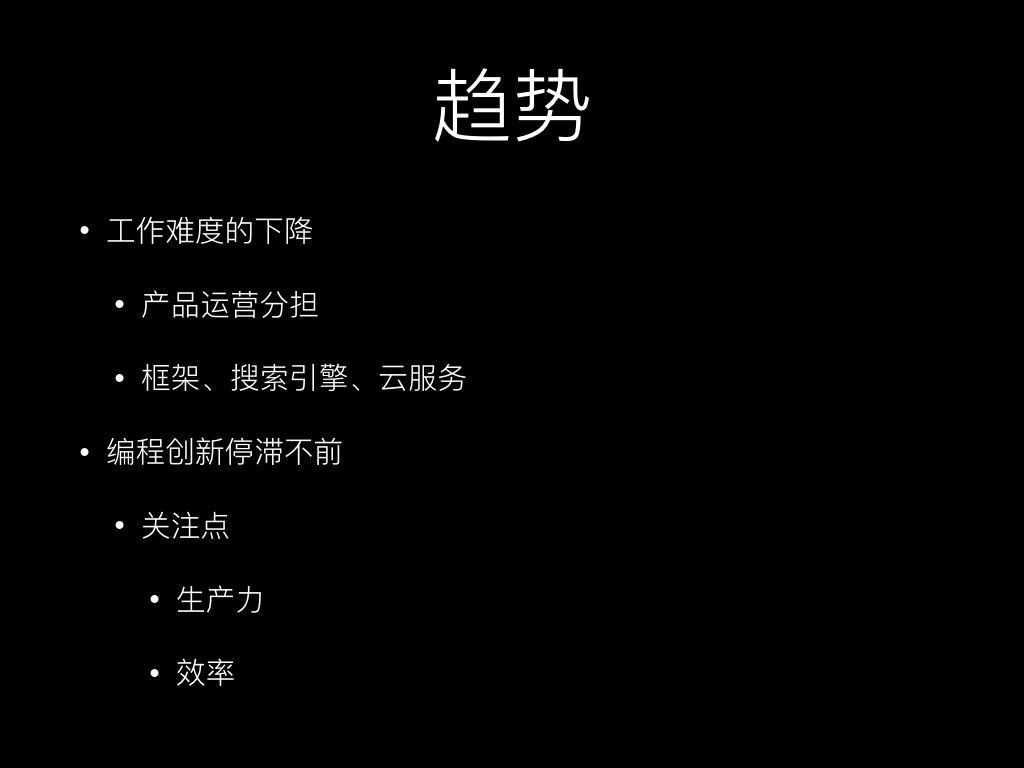 趋势
• 工作难度的下降
• 产品运营分担
• 框架、搜索引擎、云服务
• 编程创新停滞不前
• 关注点
• 生产力
• 效率